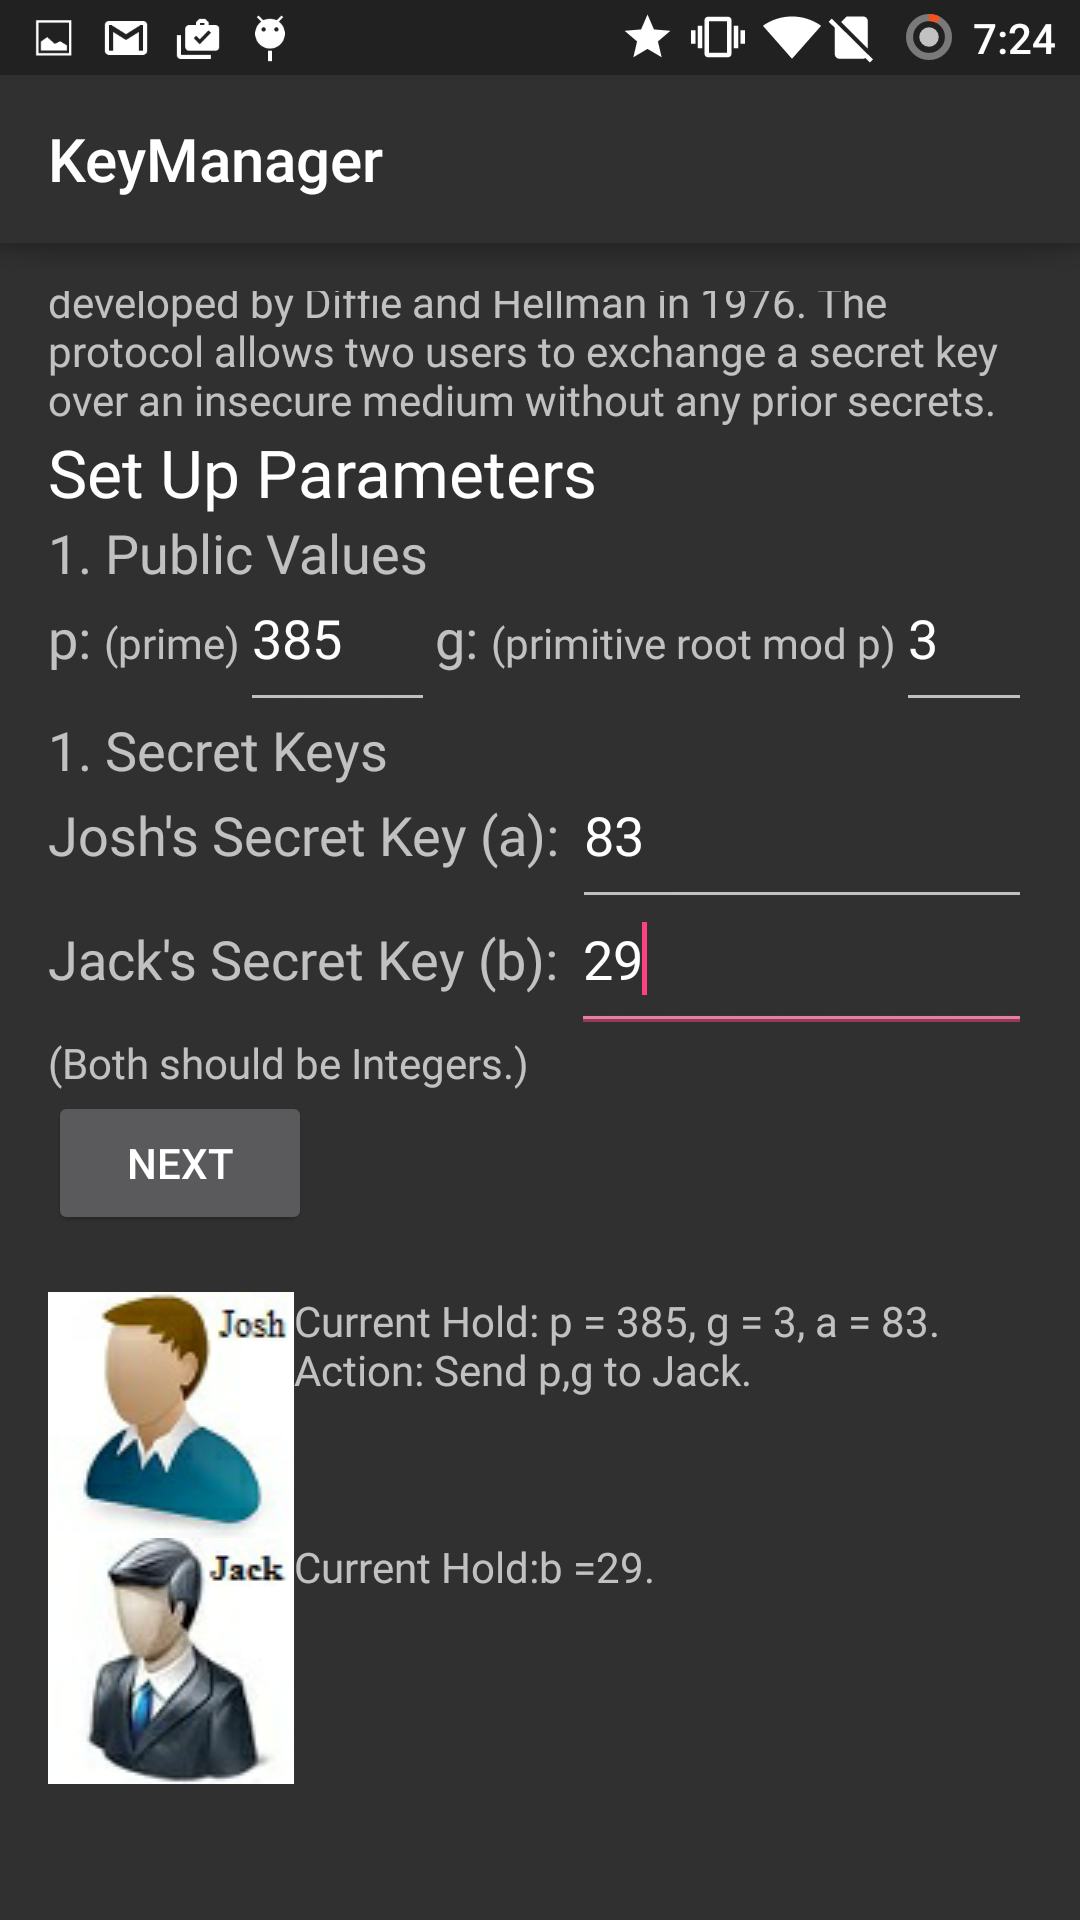 7:24
KeyManager
developed by Diffie and Hellman in 1976. The
protocol allows two users to exchange a secret key
over an insecure medium without any prior secrets.
Set Up Parameters
1. Public Values
p: (prime) 385 g: (primitive root mod p) 3
1. Secret Keys
Josh's Secret Key (a): 83
Jack's Secret Key (b): 29
(Both should be Integers.)
NEXT
Josh
Current Hold: p = 385, g = 3, a = 83.
Action: Send p,g to Jack.
Jack
Current Hold:b =29.